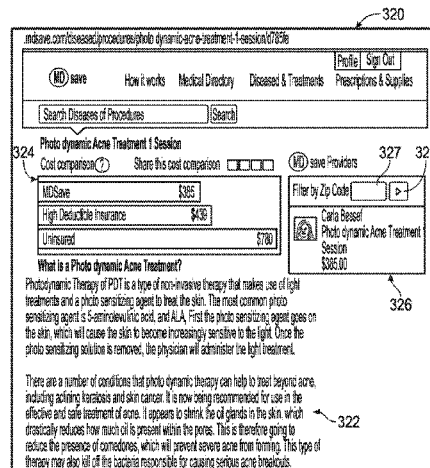 320
.mdsave.com/diseased/procedures/photo dynamic-acne-treatment-1-session/d785fe
Profile Sign Out
MD save How it works Medical Directory Diseased & Treatments Prescriptions & Supplies
Search Diseases of Procedures Search
Photo dynamic Acne Treatment 1 Session
324 Cost comparison ? Share this cost comparison
MD save Providers 327 32
MDSave $385
Filter by Zip Code
High Deductible Insurance $439
Uninsured $780
Carla Bessef
Photo dynamic Acne Treatment 1
Session
$385.00
326
What is a Photo dynamic Acne Treatment?
Photodynamic Therapy of PDT is a type of non-invasive therapy that makes use of light
treatments and a photo sensitizing agent to treat the skin. The most common photo
sensitizing agent is 5-aminolevulinic acid, and ALA, First the photo sensitizing agent goes on
the skin, which will cause the skin to become increasingly sensitive to the light. Once the
photo sensitizing solution is removed, the physician will administer the light treatment.
There are a number of conditions that photo dynamic therapy can help to treat beyond acne,
including actining keratosis and skin cancer. It is now being recommended for use in the
effective and safe treatment of acne. It appears to shrink the oil glands in the skin, which
drastically reduces how much oil is present within the pores. This is therefore going to
reduce the presence of comedones, which will prevent severe acne from forming. This type of
therapy may also kill off the bacteria responsible for causing serious acne breakouts.
322